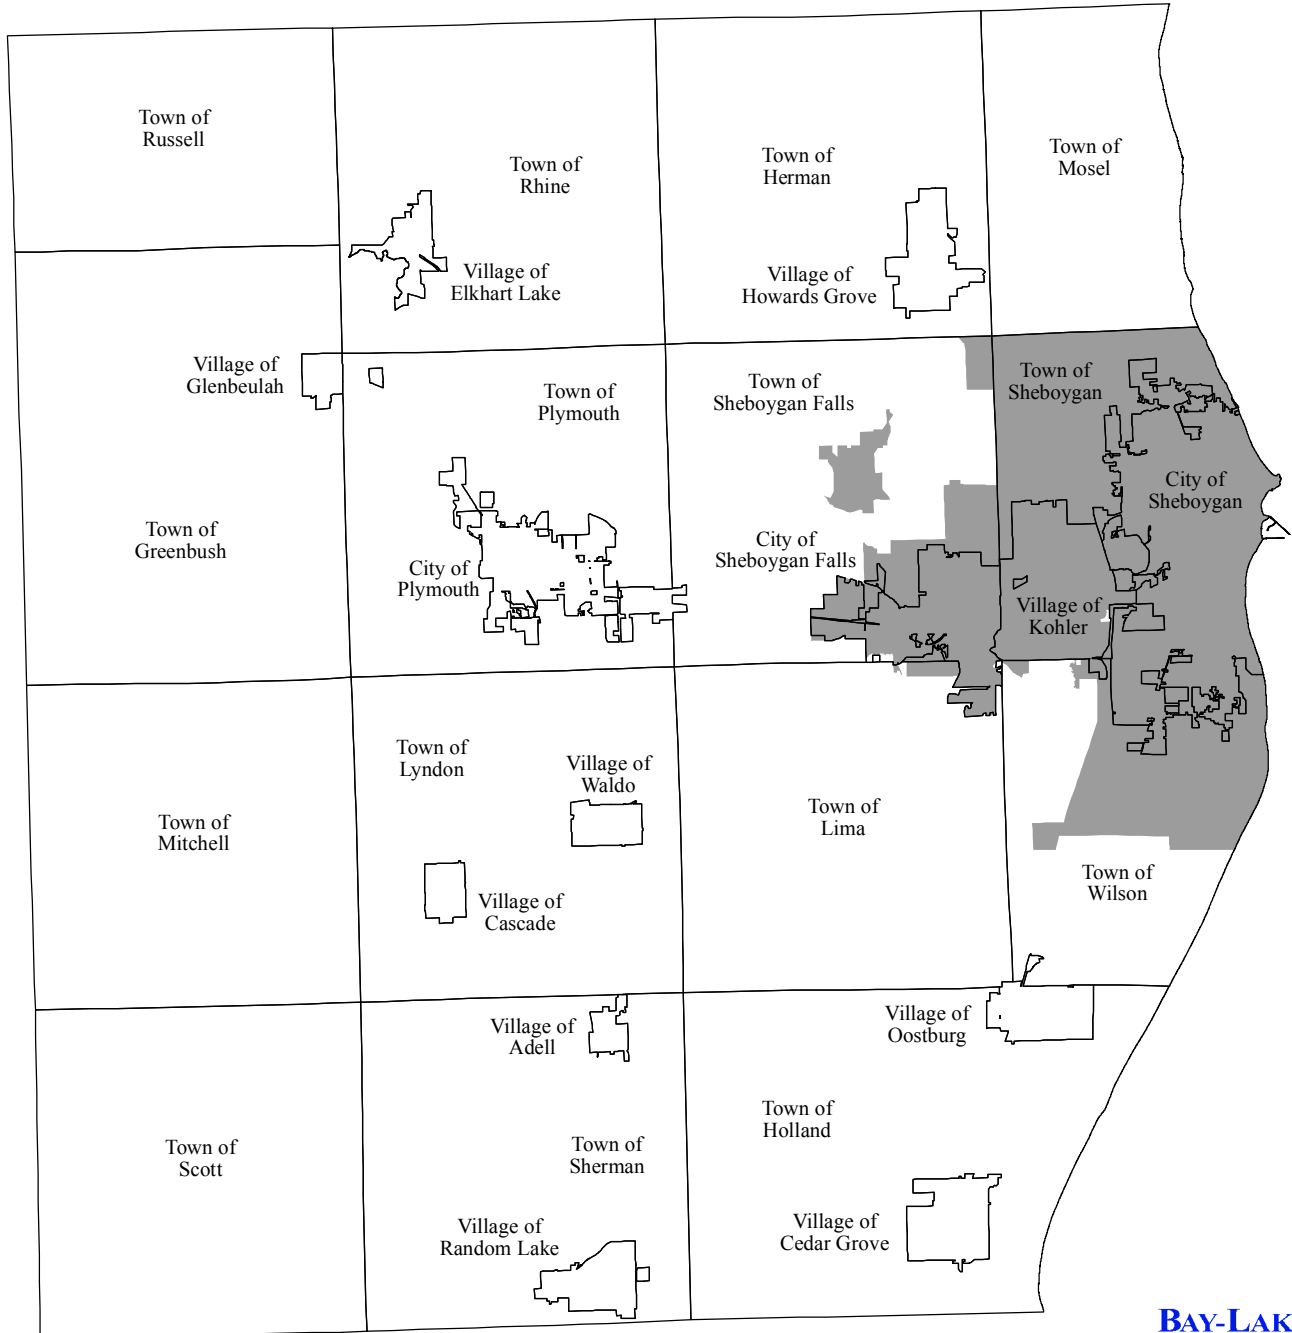 Town of
Russell
Town of
Rhine
Town of
Herman
Town of
Mosel
Village of
Elkhart Lake
Village of
Howards Grove
Village of
Glenbeulah
Town of
Plymouth
Town of
Sheboygan Falls
Town of
Sheboygan
City of
Sheboygan
Town of
Greenbush
City of
Plymouth
City of
Sheboygan Falls
Village of
Kohler
Town of
Lyndon
Village of
Waldo
Town of
Mitchell
Town of
Lima
Village of
Cascade
Town of
Wilson
Village of
Adell
Village of
Oostburg
Town of
Scott
Town of
Sherman
Town of
Holland
Village of
Random Lake
Village of
Cedar Grove
BAY-LAK